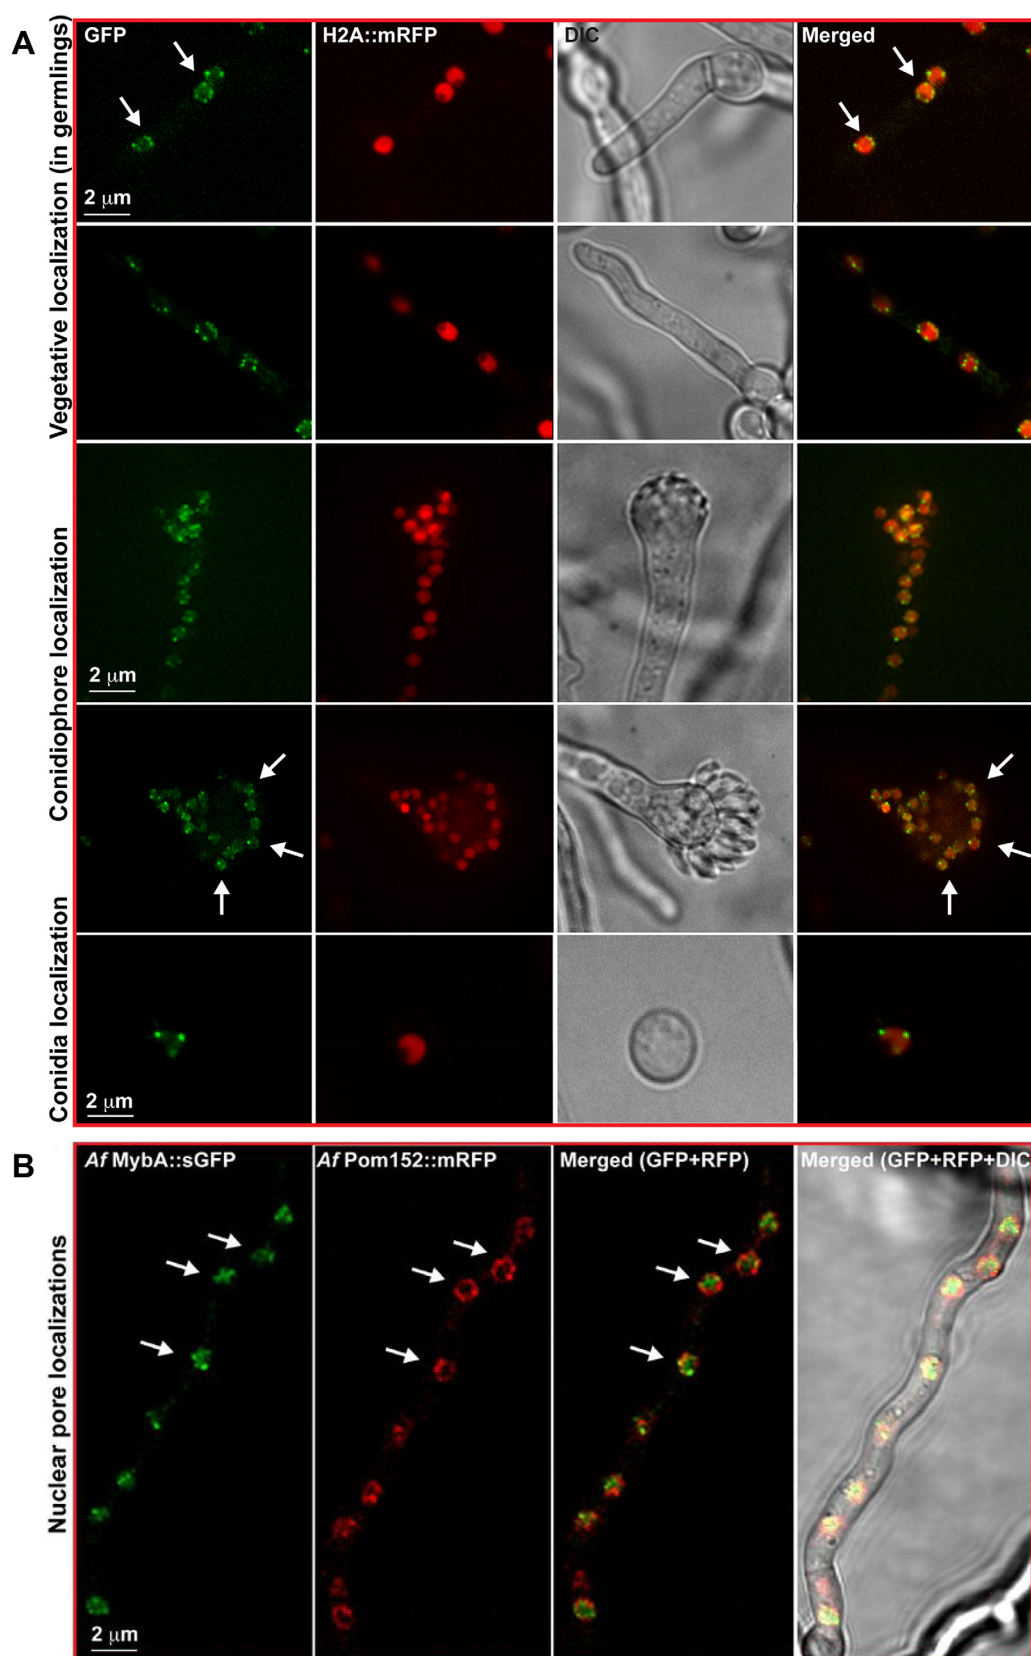 A
GFP
H2A::mRFP
DIC
Merged
Vegetative localization (in germlings)
2 μm
Conidiophore localization
2 μm
Conidia localization
2 μm
B
Af MybA::sGFP
Af Pom152::mRFP
Merged (GFP+RFP)
Merged (GFP+RFP+DIC
Nuclear pore localizations
2 μm